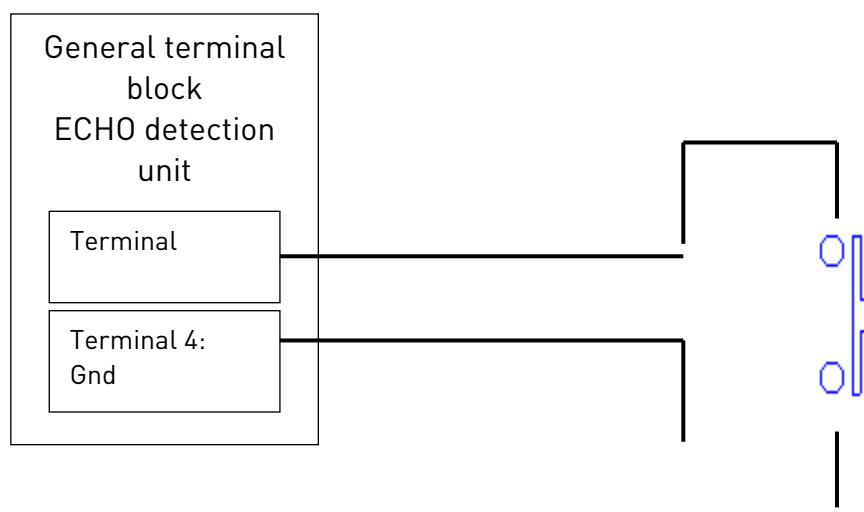 General terminal
block
ECHO detection
unit
Terminal
Terminal 4:
Gnd